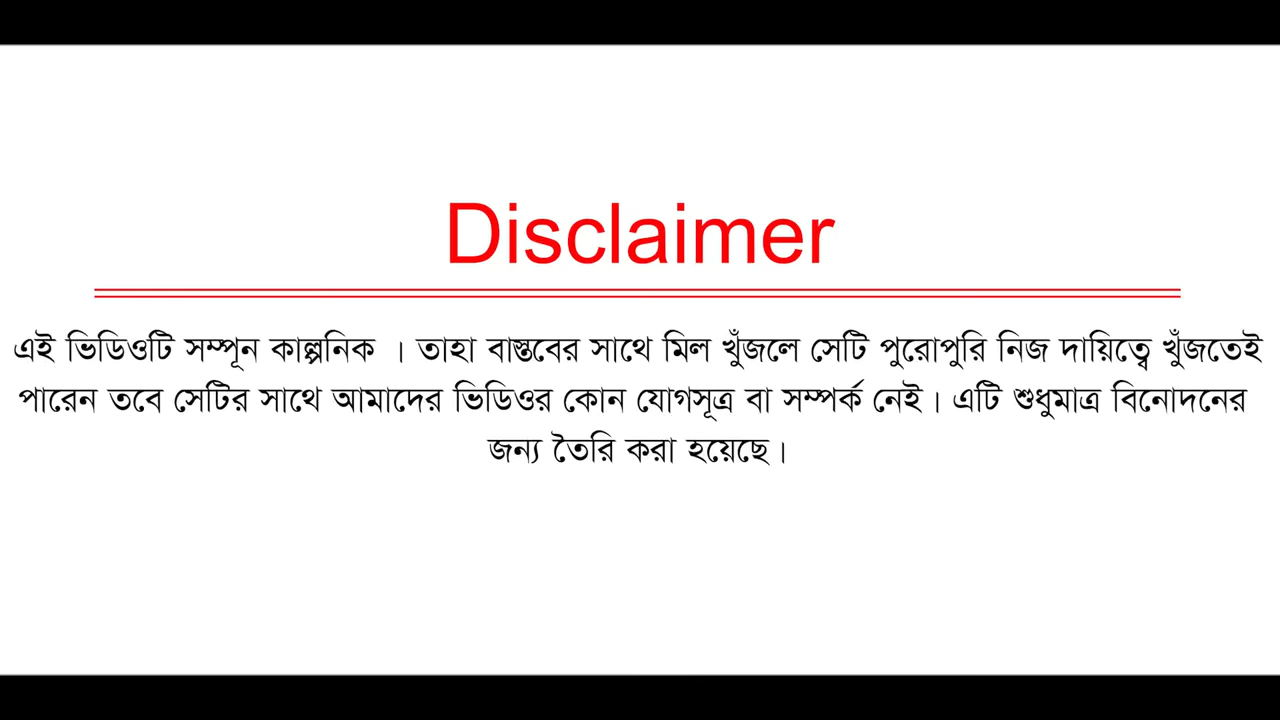 Disclaimer
এই ভিডিওটি সম্পূন কাল্পনিক । তাহা বাস্তবের সাথে মিল খুঁজলে সেটি পুরোপুরি নিজ দায়িত্বে খুঁজতেই
পারেন তবে সেটির সাথে আমাদের ভিডিওর কোন যোগসূত্র বা সম্পর্ক নেই। এটি শুধুমাত্র বিনোদনের
জন্য তৈরি করা হয়েছে।